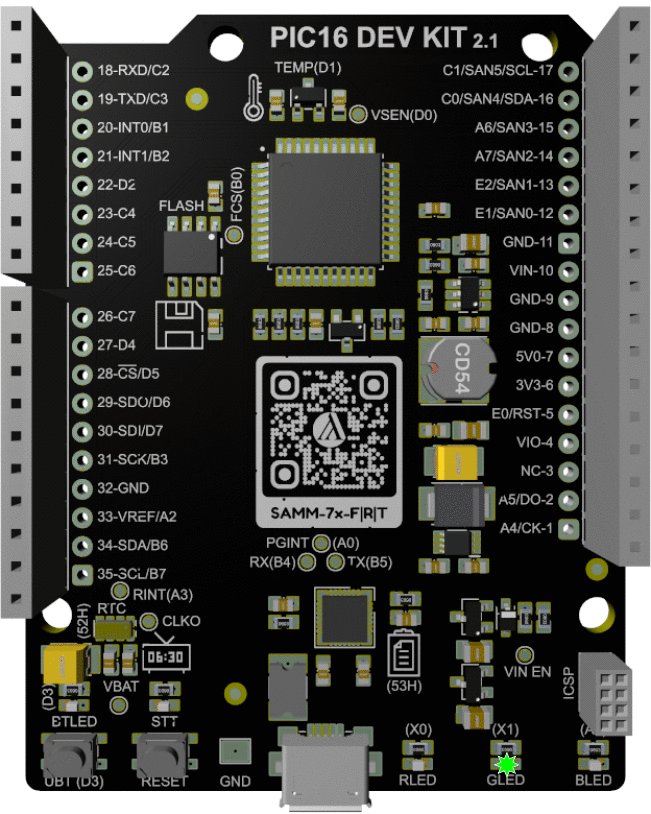 PIC16 DEV KIT 2.1
TEMP(D1)
VSEN(D0)
18-RXD/C2
19-TXD/C3
20-INT0/B1
21-INT1/B2
22-D2
23-C4
24-C5
25-C6
26-C7
27-D4
28-CS/D5
29-SDO/D6
30-SDI/D7
31-SCK/B3
32-GND
33-VREF/A2
34-SDA/B6
35-SCL/B7
C1/SAN5/SCL-17
C0/SAN4/SDA-16
A6/SAN3-15
A7/SAN2-14
E2/SAN1-13
E1/SAN0-12
GND-11
VIN-10
GND-9
GND-8
5V0-7
3V3-6
E0/RST-5
VIO-4
NC-3
A5/DO-2
A4/CK-1
FLASH
FCS(B0)
CD54
SAMM-7x-F|R|T
PGINT (A0)
RX(B4) TX(B5)
RINT(A3)
RTC
(52H)
CLKO
06:30
VBAT
(D3)
BTLED
STT
UBT (D3)
RESET
GND
(53H)
VIN EN
ICSP
(X0)
RLED
(X1)
GLED
BLED